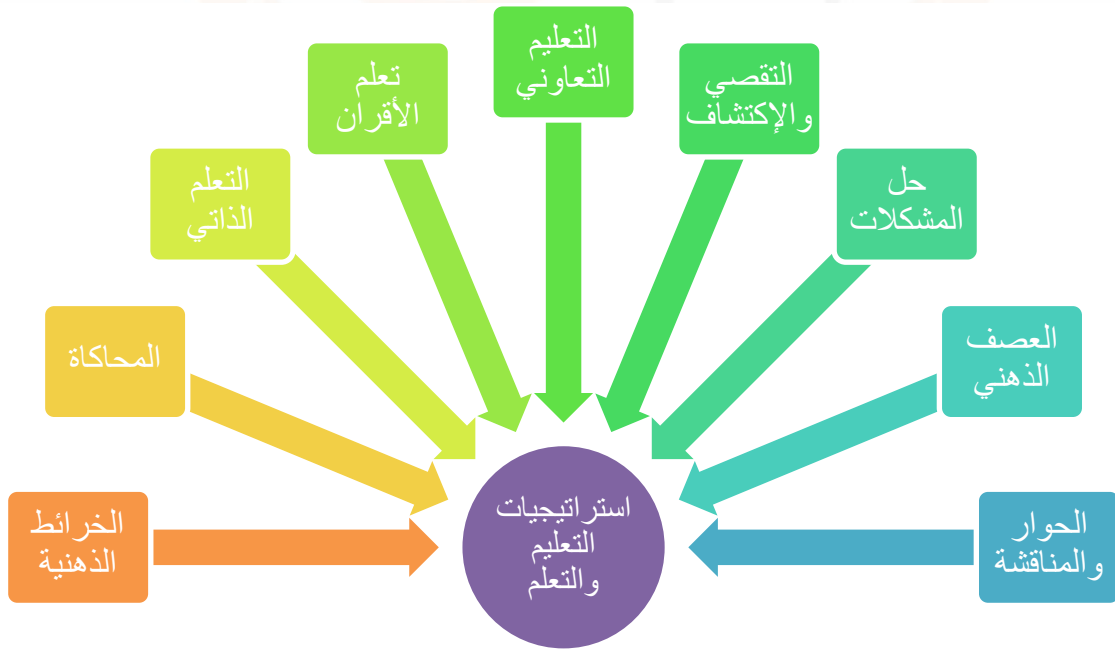 التعليم
التعاوني
التقصي
والإكتشاف
تعلم
الأقران
حل
المشكلات
التعلم
الذاتي
العصف
الذهني
المحاكاة
الحوار
والمناقشة
الخرائط
الذهنية
استراتيجيات
التعليم
والتعلم